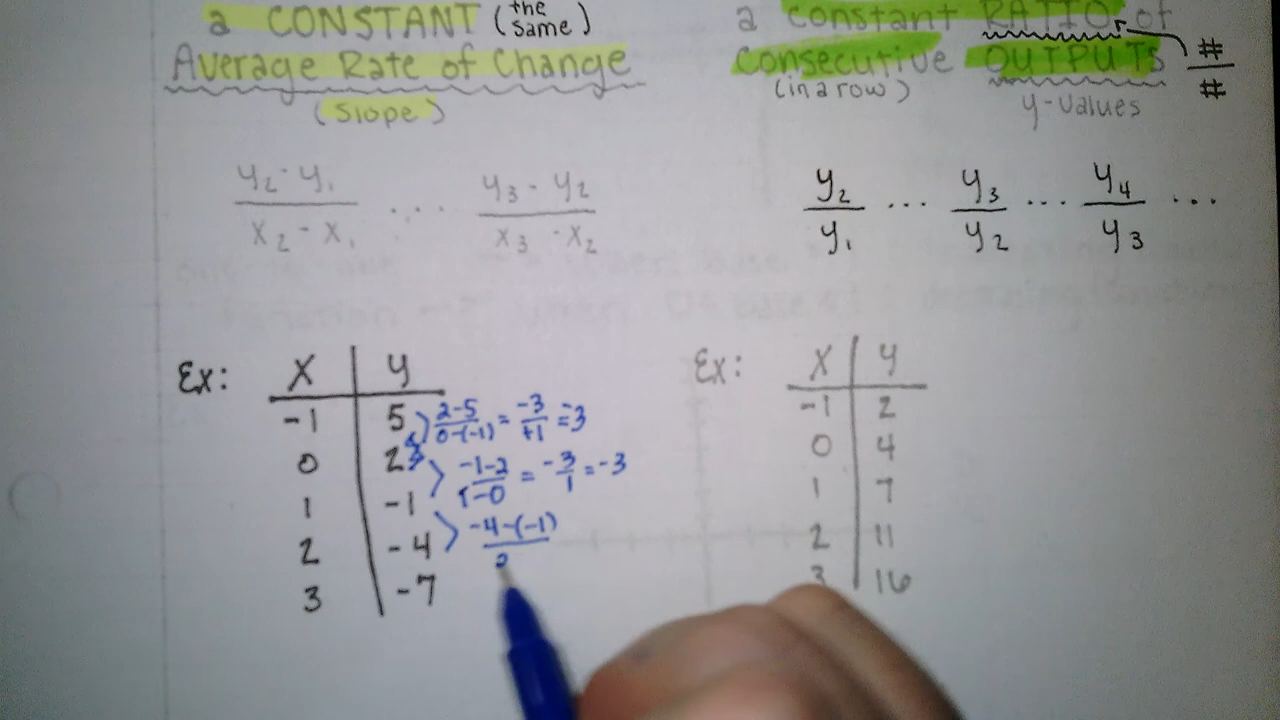 a CONSTANT (the same)
Average Rate of Change
(slope)
y₂ - y₁ / x₂ - x₁ ... y₃ - y₂ / x₃ - x₂
Ex:
x | y
-1 | 5
0 | 2
1 | -1
2 | -4
3 | -7
2-5 / 0-(-1) = -3 / +1 = -3
-1-2 / 1-0 = -3 / 1 = -3
-4-(-1)
a constant RATIO of
consecutive OUTPUTS # / #
(in a row)
y-values
y₂ / y₁ ... y₃ / y₂ ... y₄ / y₃ ...
Ex:
x | y
-1 | 2
0 | 4
1 | 7
2 | 11
3 | 16